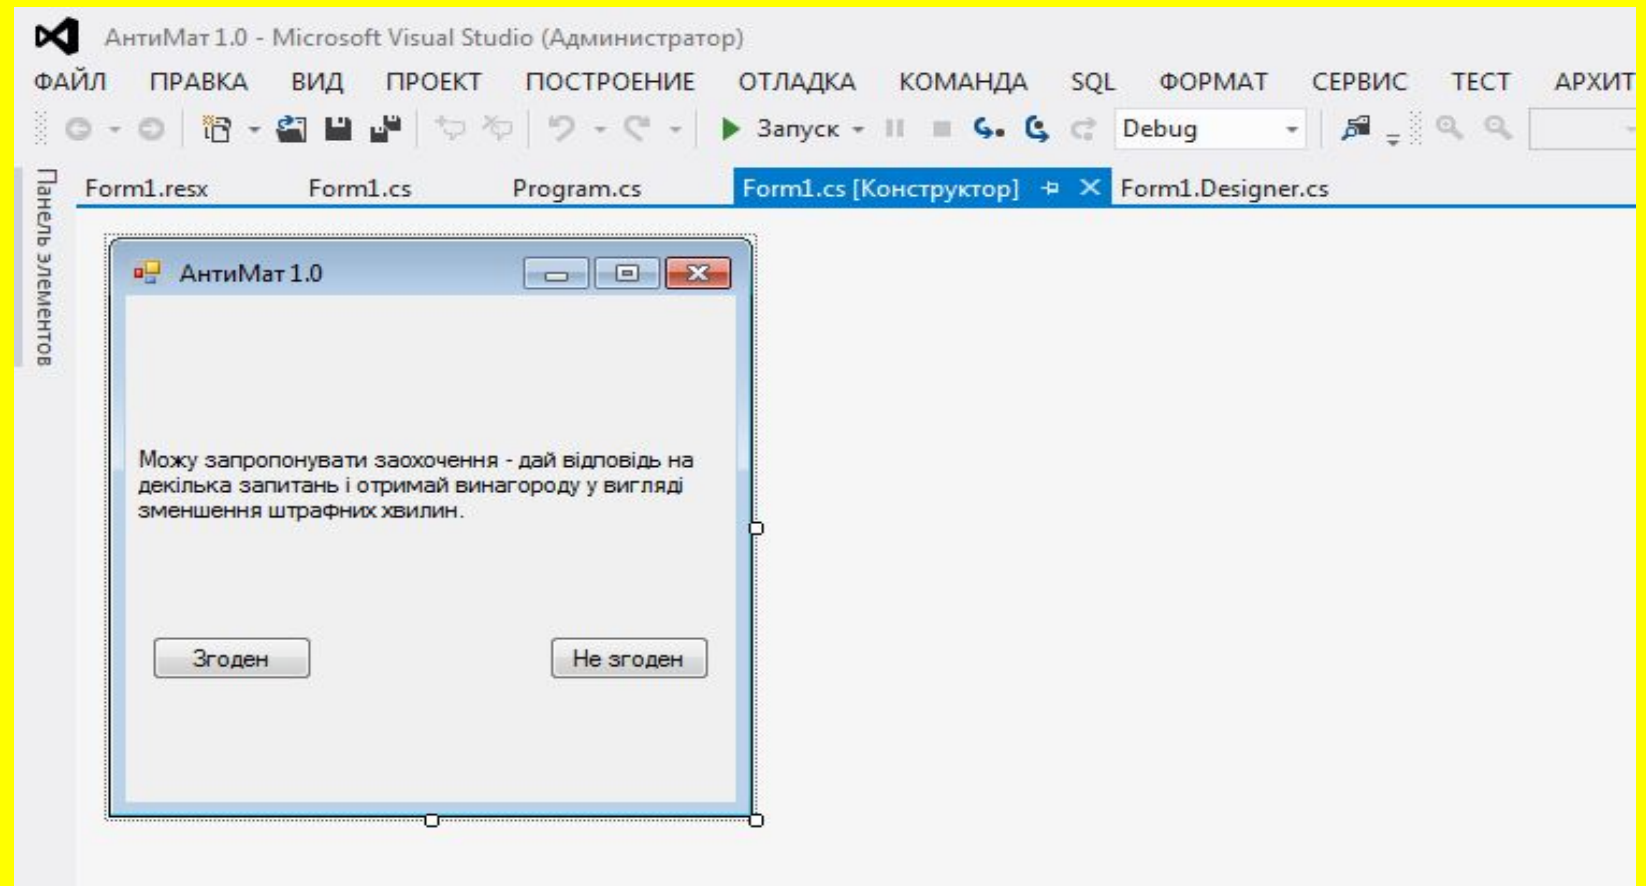 АнтиМат 1.0 - Microsoft Visual Studio (Администратор)
ФАЙЛ ПРАВКА ВИД ПРОЕКТ ПОСТРОЕНИЕ ОТЛАДКА КОМАНДА SQL ФОРМАТ СЕРВИС ТЕСТ АРХИТ
Запуск Debug
Панель элементов
Form1.resx Form1.cs Program.cs Form1.cs [Конструктор] Form1.Designer.cs
АнтиМат 1.0
Можу запропонувати заохочення - дай відповідь на
декілька запитань і отримай винагороду у вигляді
зменшення штрафних хвилин.
Згоден Не згоден